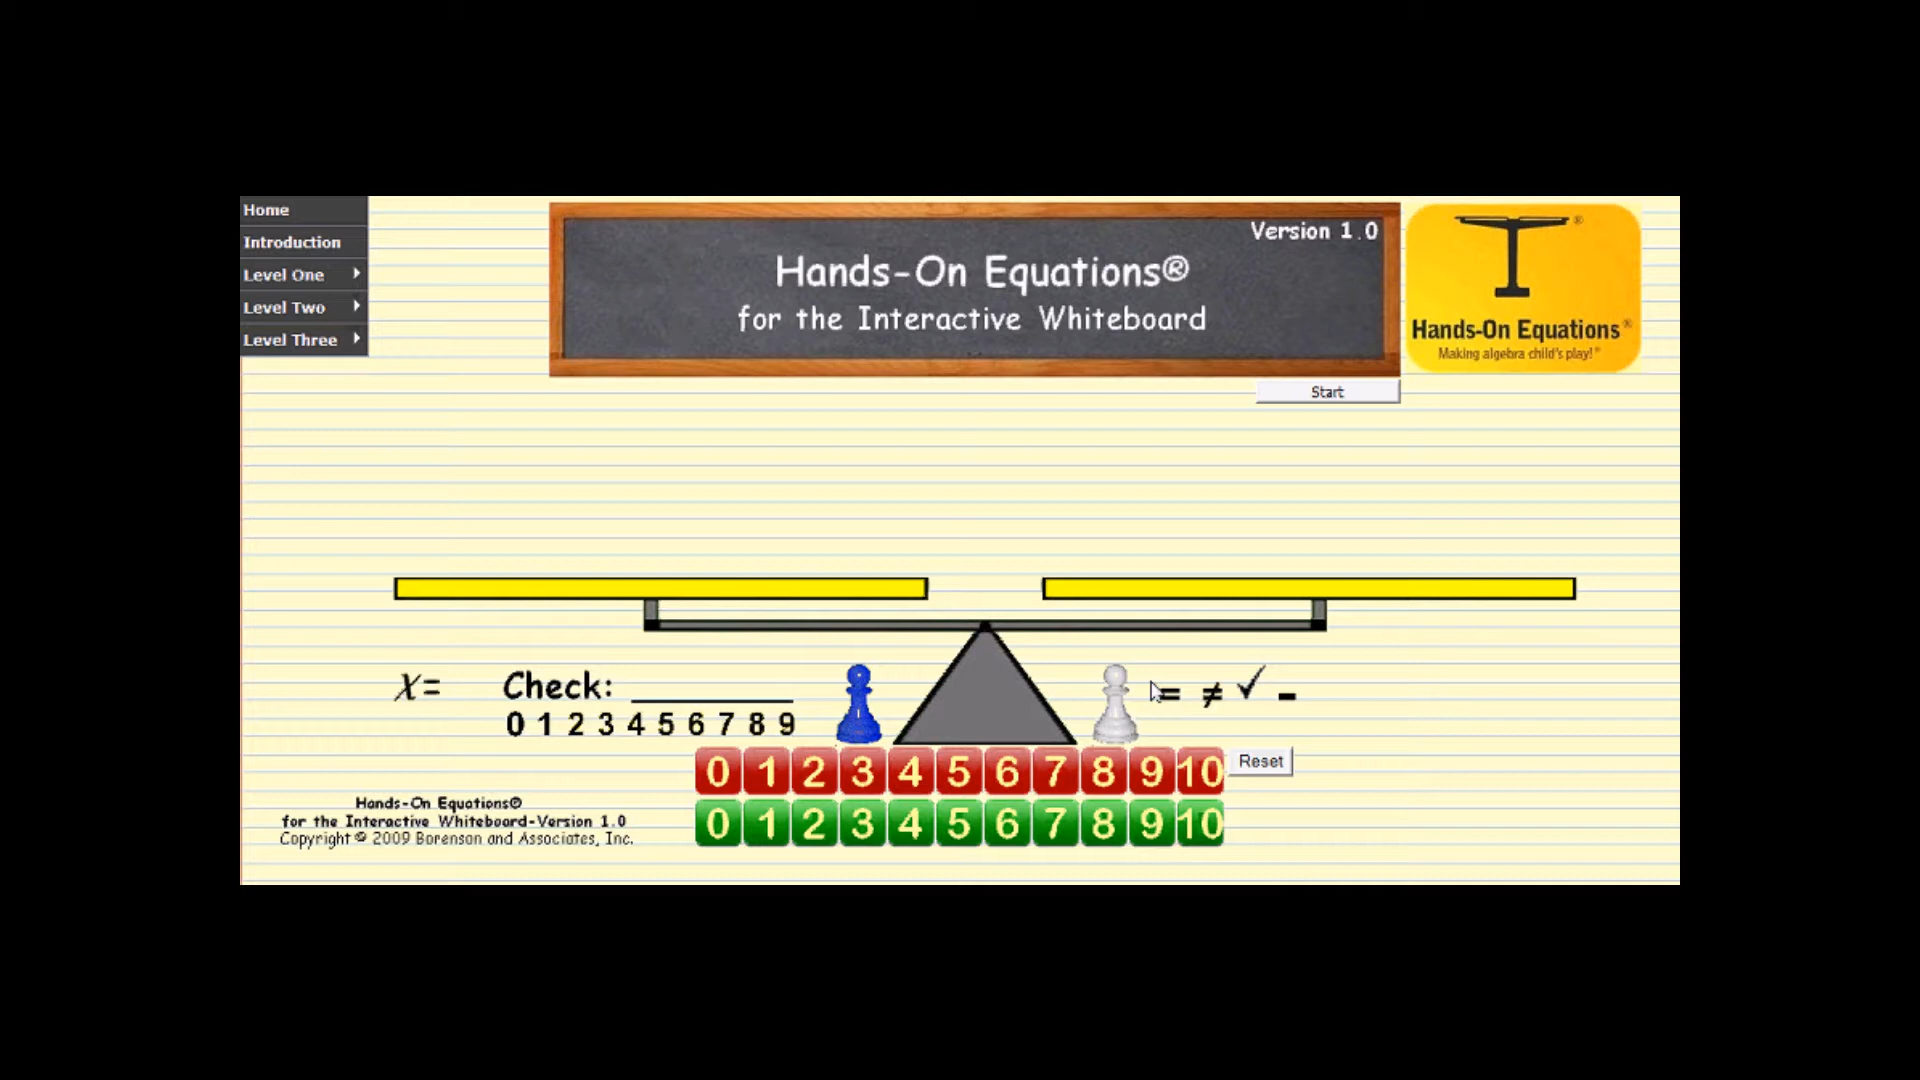 Home
Introduction
Level One
Level Two
Level Three
Version 1.0
Hands-On Equations®
for the Interactive Whiteboard
®
Hands-On Equations®
Making algebra child's play!®
Start
x=
Check: ________
0 1 2 3 4 5 6 7 8 9
= ≠ ✓ -
0 1 2 3 4 5 6 7 8 9 10
Reset
0 1 2 3 4 5 6 7 8 9 10
Hands-On Equations®
for the Interactive Whiteboard-Version 1.0
Copyright © 2009 Borenson and Associates, Inc.